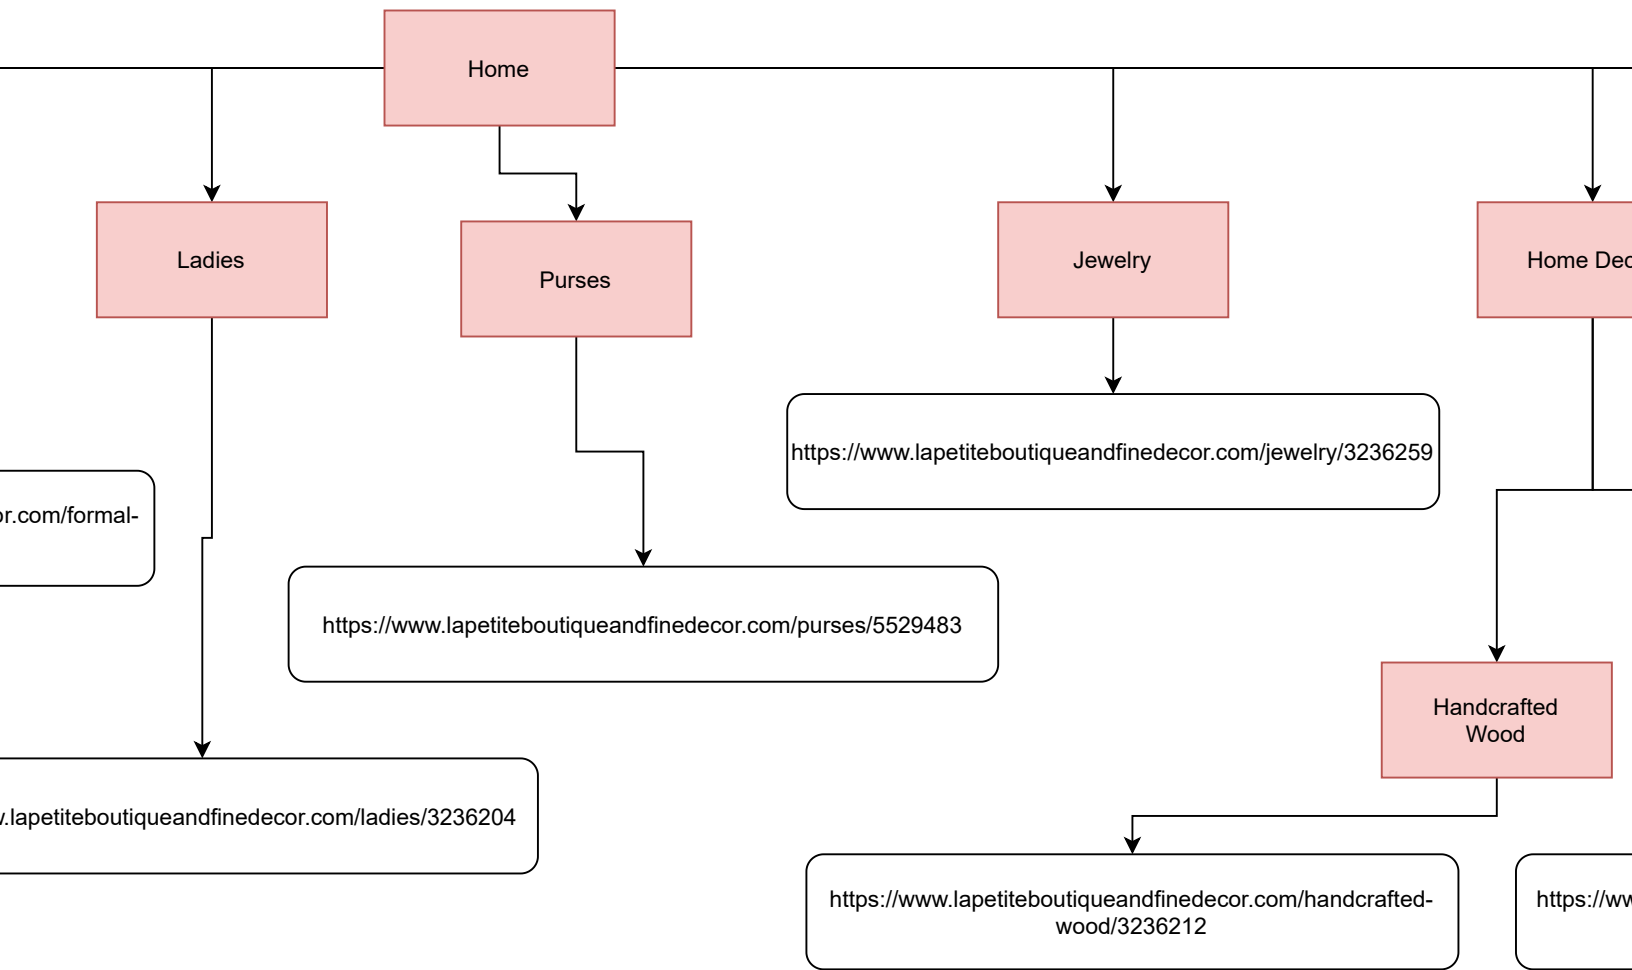 Home
Ladies
Purses
Jewelry
Home Dec
https://www.lapetiteboutiqueandfinedecor.com/jewelry/3236259
or.com/formal-
https://www.lapetiteboutiqueandfinedecor.com/purses/5529483
Handcrafted
Wood
w.lapetiteboutiqueandfinedecor.com/ladies/3236204
https://www.lapetiteboutiqueandfinedecor.com/handcrafted-
wood/3236212
https://ww